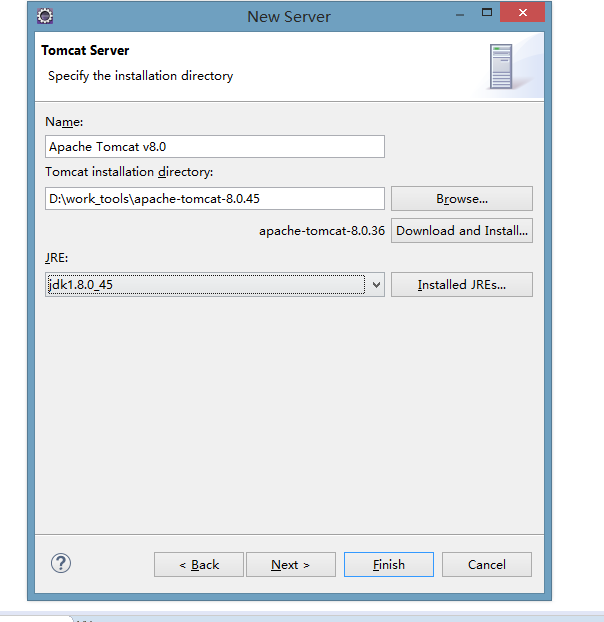 New Server
Tomcat Server
Specify the installation directory
Name:
Apache Tomcat v8.0
Tomcat installation directory:
D:\work_tools\apache-tomcat-8.0.45 Browse...
apache-tomcat-8.0.36 Download and Install...
JRE:
jdk1.8.0_45 Installed JREs...
? < Back Next > Finish Cancel